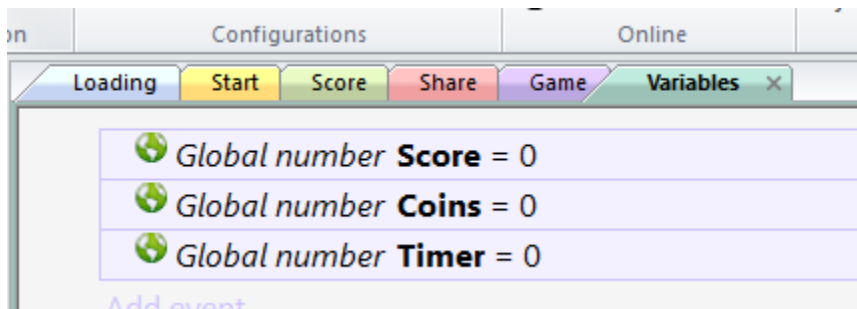 on Configurations Online
Loading Start Score Share Game Variables
Global number Score = 0
Global number Coins = 0
Global number Timer = 0
Add event